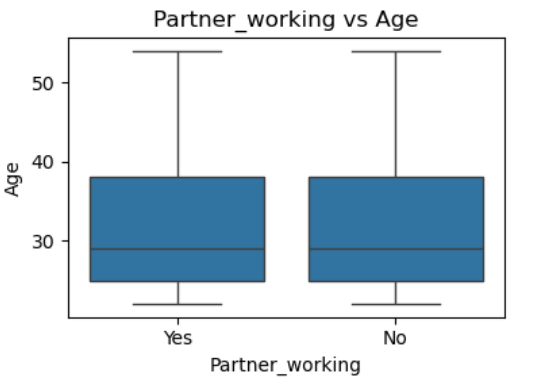 Partner_working vs Age
50
40
30
Age
Yes No
Partner_working